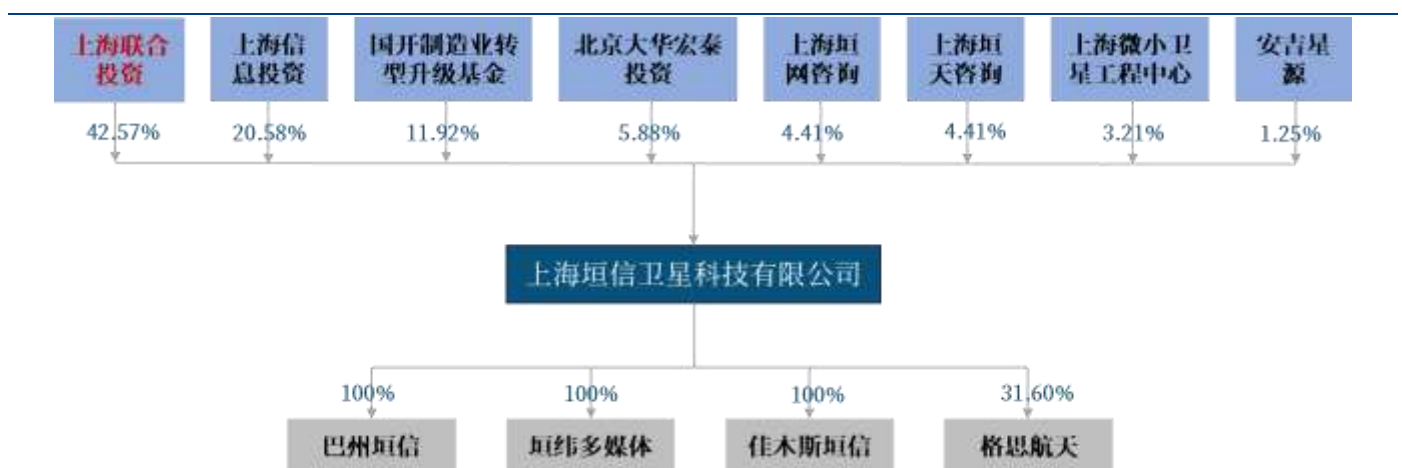 上海联合
投资
上海信
息投资
国开制造业转
型升级基金
北京大华宏泰
投资
上海垣
网咨询
上海垣
天咨询
上海微小卫
星工程中心
安吉星
源
42.57%
20.58%
11.92%
5.88%
4.41%
4.41%
3.21%
1.25%
上海垣信卫星科技有限公司
100%
100%
100%
31.60%
巴州垣信
垣纬多媒体
佳木斯垣信
格思航天